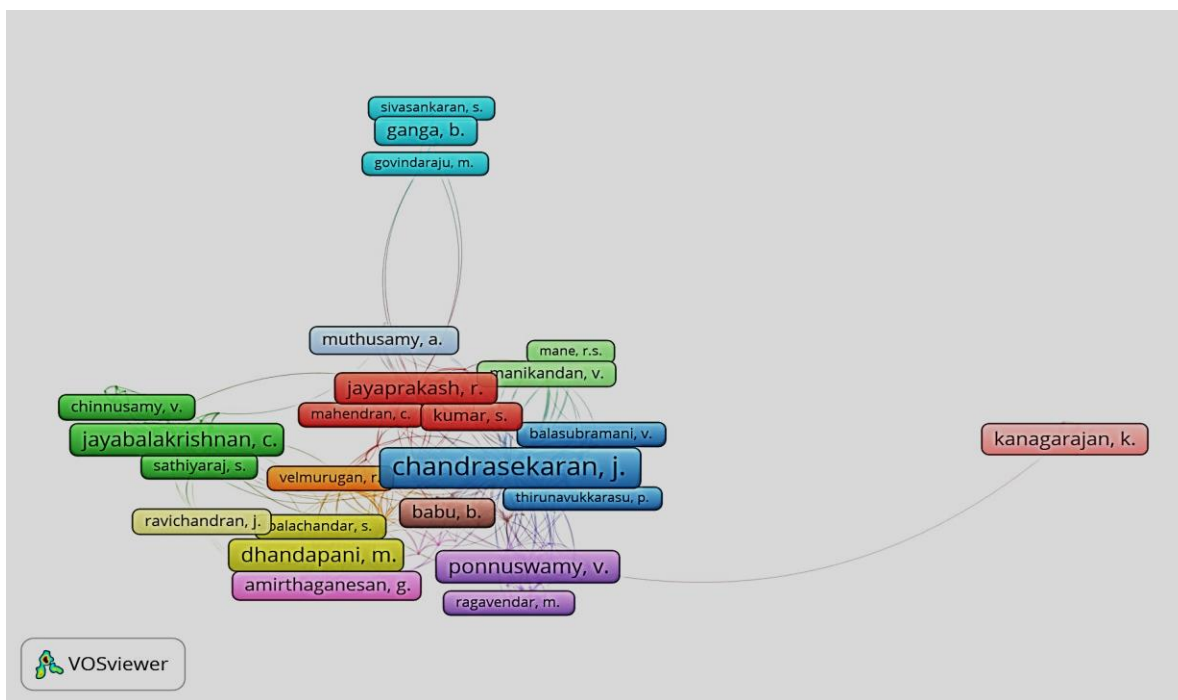 sivasankaran, s.
ganga, b.
govindaraju, m.
muthusamy, a.
mane, r.s.
manikandan, v.
jayaprakash, r.
mahendran, c.
kumar, s.
chinnusamy, v.
jayabalakrishnan, c.
sathiyaraj, s.
balasubramani, v.
kanagarajan, k.
chandrasekaran, j.
velmurugan, r.
thirunavukkarasu, p.
babu, b.
ravichandran, j.
balachandar, s.
dhandapani, m.
ponnuswamy, v.
amirthaganesan, g.
ragavendar, m.
VOSviewer